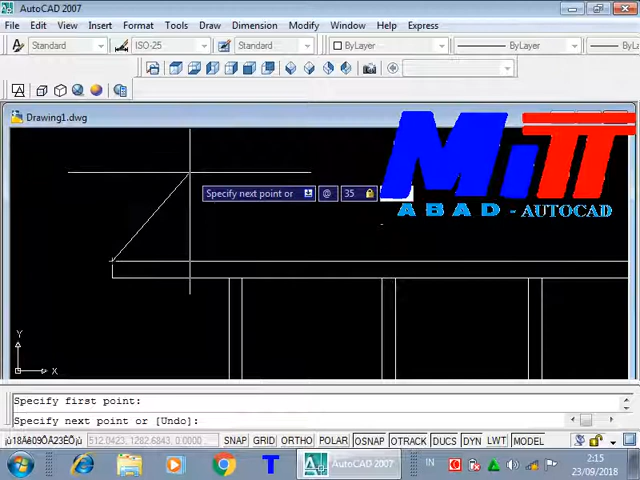 AutoCAD 2007
File Edit View Insert Format Tools Draw Dimension Modify Window Help Express
Standard ISO-25 Standard ByLayer ByLayer ByLa
Drawing1.dwg
MiTT
ABAD - AUTOCAD
Specify next point or @ 35
Y
X
Specify first point:
Specify next point or [Undo]:
512.0423, 1282.6843, 0.0000 SNAP GRID ORTHO POLAR OSNAP OTRACK DUCS DYN LWT MODEL
T AutoCAD 2007 IN 2:15
23/09/2018